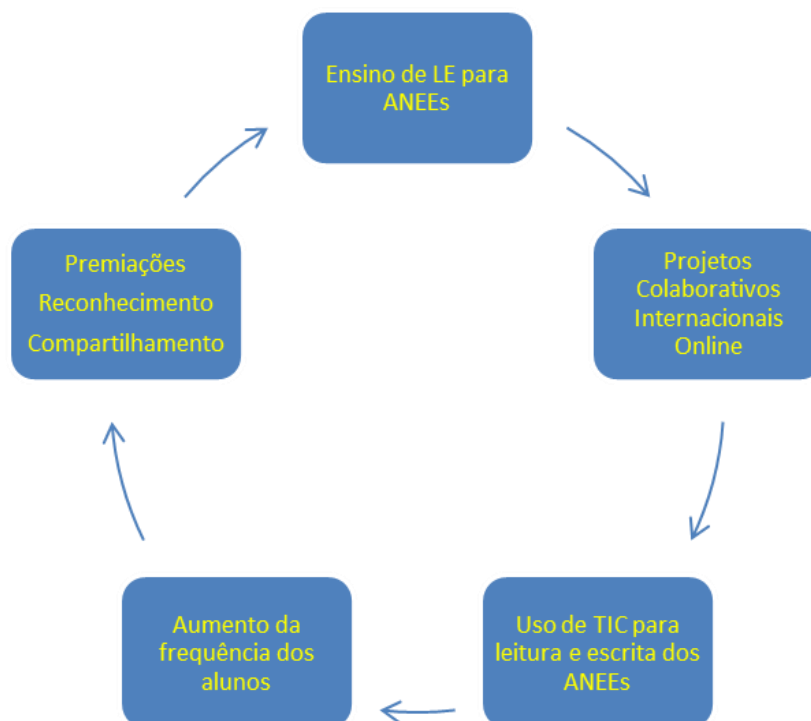 Ensino de LE para
ANEEs
Projetos
Colaborativos
Internacionais
Online
Uso de TIC para
leitura e escrita dos
ANEEs
Aumento da
frequência dos
alunos
Premiações
Reconhecimento
Compartilhamento